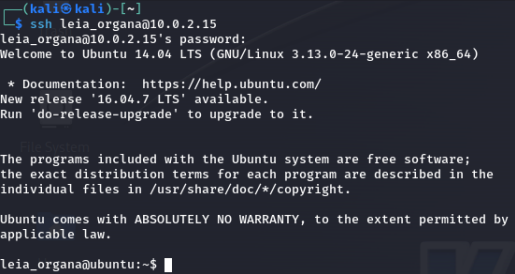 ┌──(kali㉿kali)-[~]
└─$ ssh leia_organa@10.0.2.15
leia_organa@10.0.2.15's password:
Welcome to Ubuntu 14.04 LTS (GNU/Linux 3.13.0-24-generic x86_64)
* Documentation:  https://help.ubuntu.com/
New release '16.04.7 LTS' available.
Run 'do-release-upgrade' to upgrade to it.
File System
The programs included with the Ubuntu system are free software;
the exact distribution terms for each program are described in the
individual files in /usr/share/doc/*/copyright.
Ubuntu comes with ABSOLUTELY NO WARRANTY, to the extent permitted by
applicable law.
leia_organa@ubuntu:~$